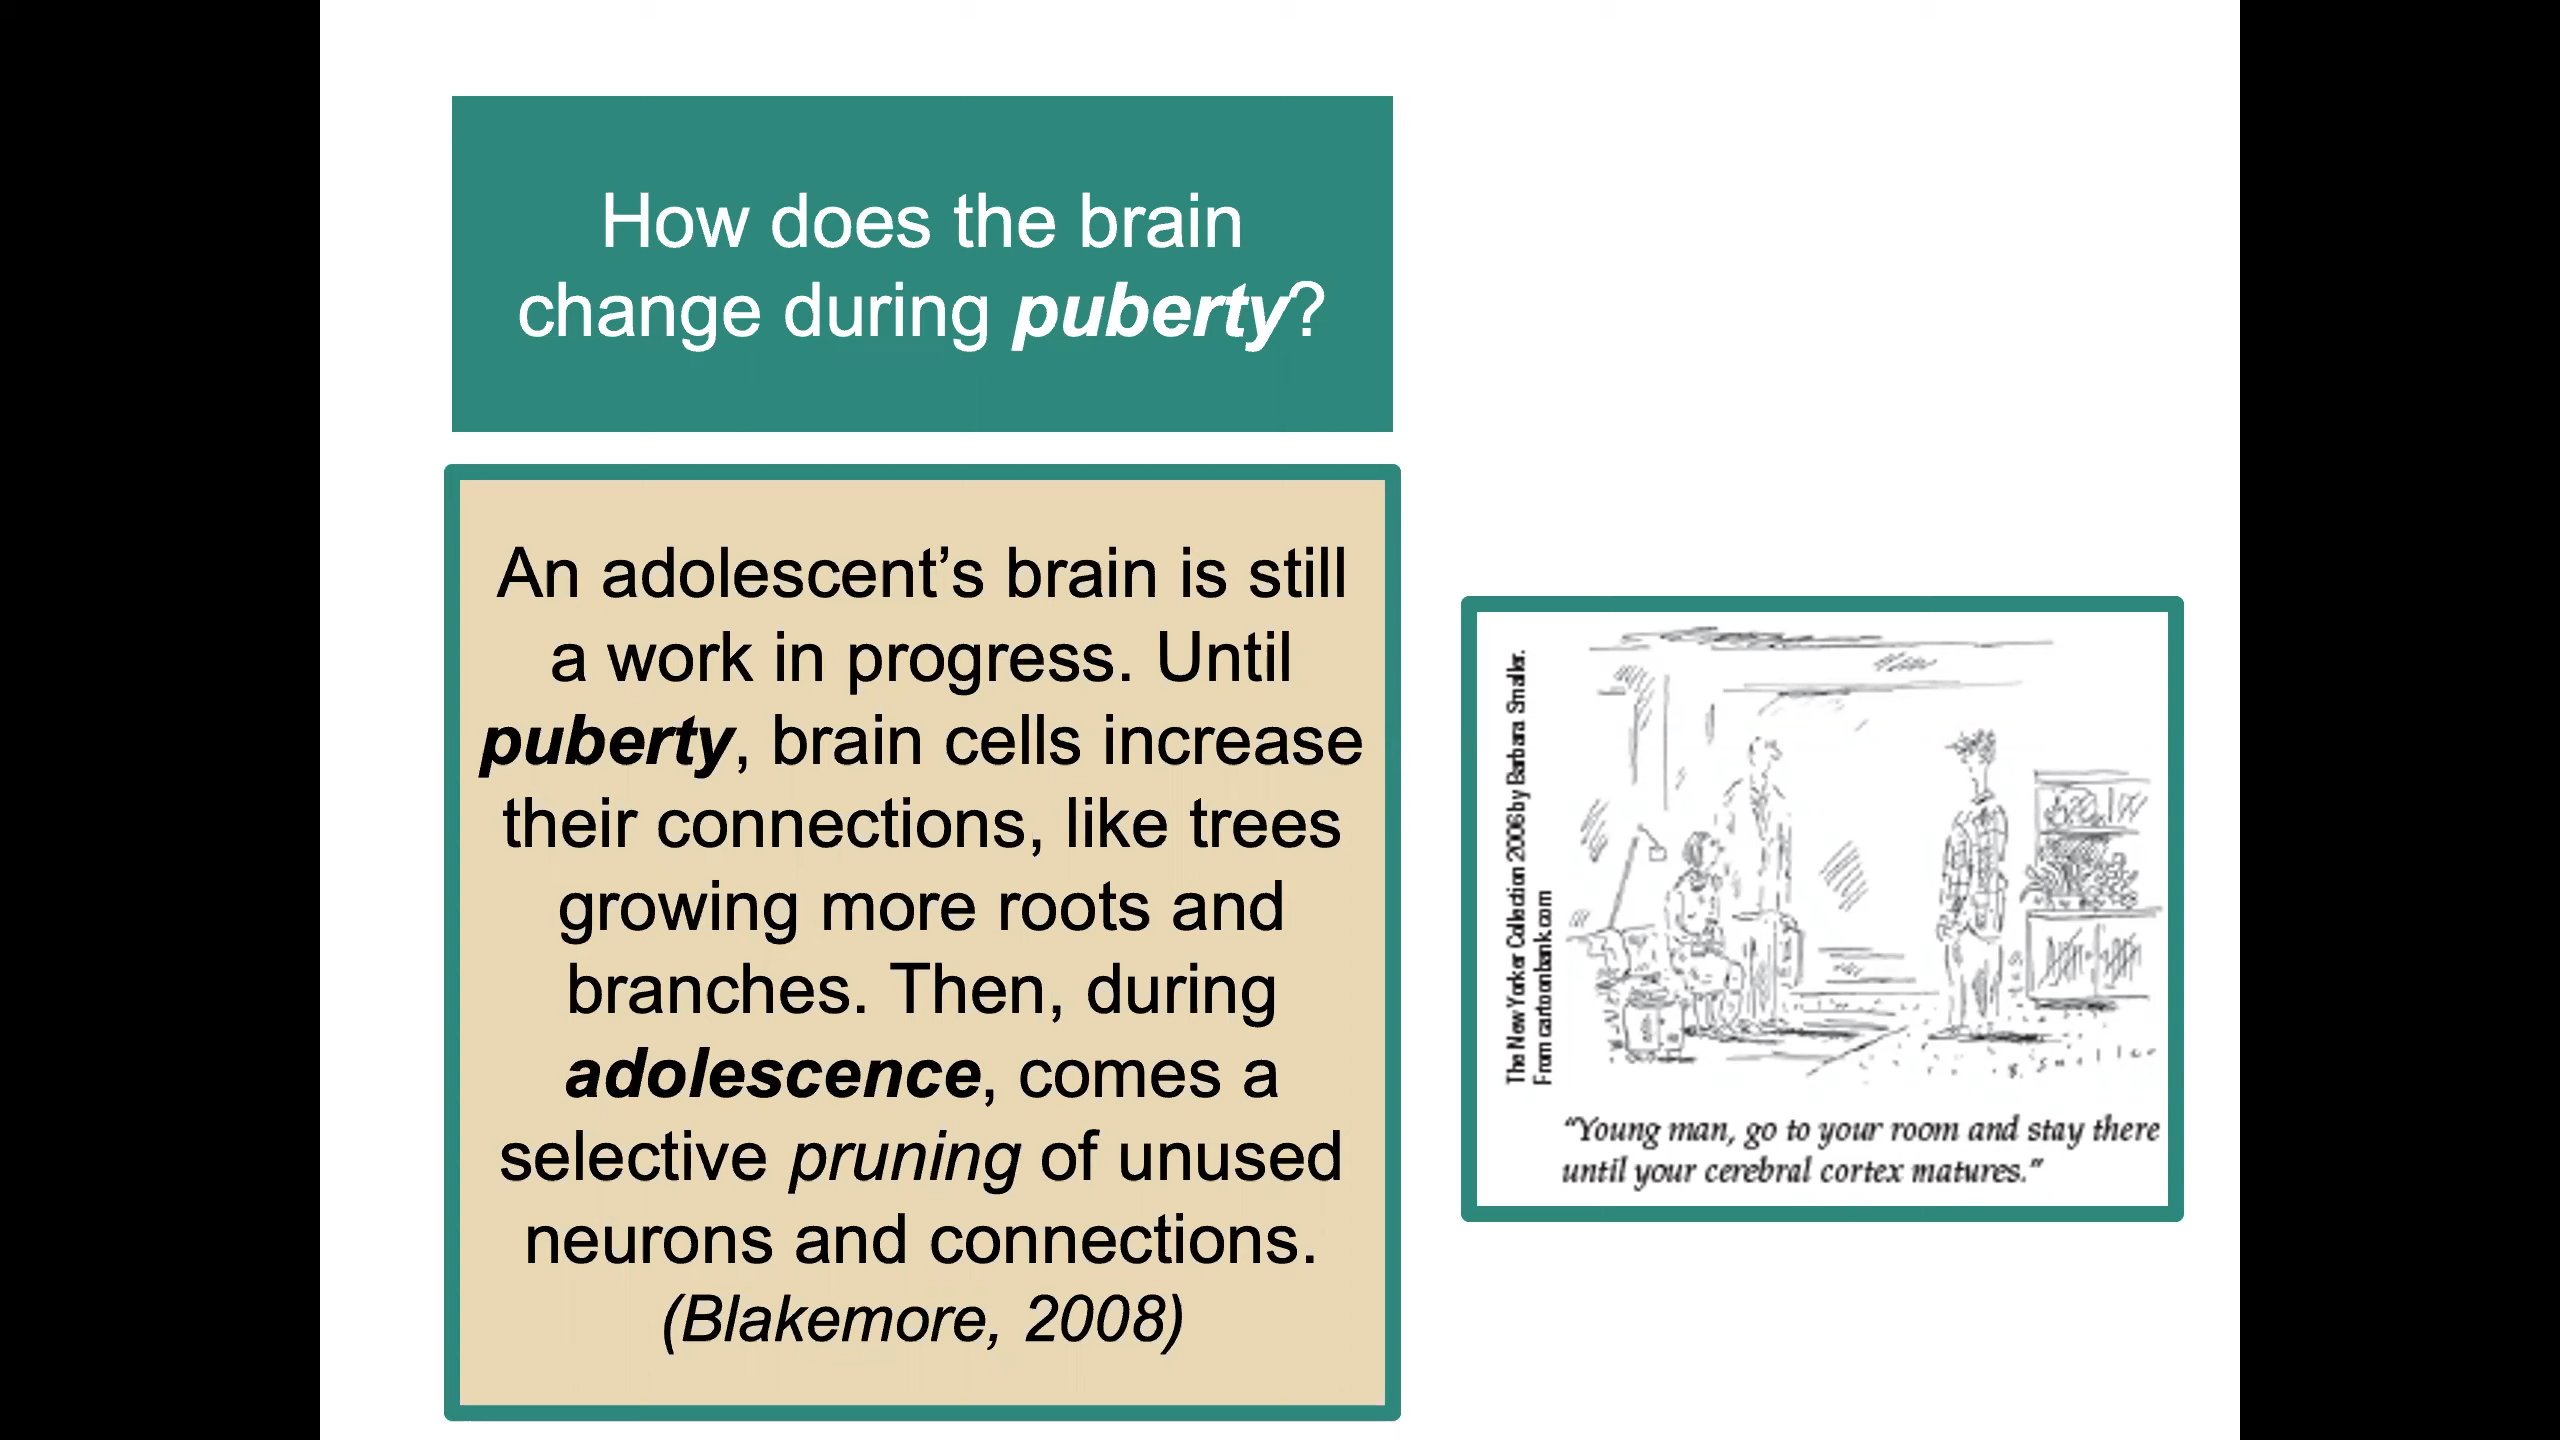 How does the brain
change during puberty?
An adolescent’s brain is still
a work in progress. Until
puberty, brain cells increase
their connections, like trees
growing more roots and
branches. Then, during
adolescence, comes a
selective pruning of unused
neurons and connections.
(Blakemore, 2008)
The New Yorker Collection 2006 by Barbara Smaller.
From cartoonbank.com
B. Smaller
“Young man, go to your room and stay there
until your cerebral cortex matures.”